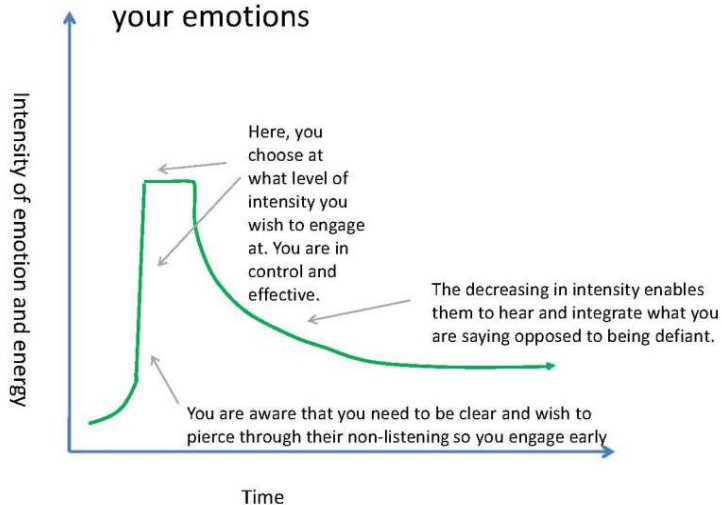 your emotions
Intensity of emotion and energy
Here, you
choose at
what level of
intensity you
wish to engage
at. You are in
control and
effective.
The decreasing in intensity enables
them to hear and integrate what you
are saying opposed to being defiant.
You are aware that you need to be clear and wish to
pierce through their non-listening so you engage early
Time